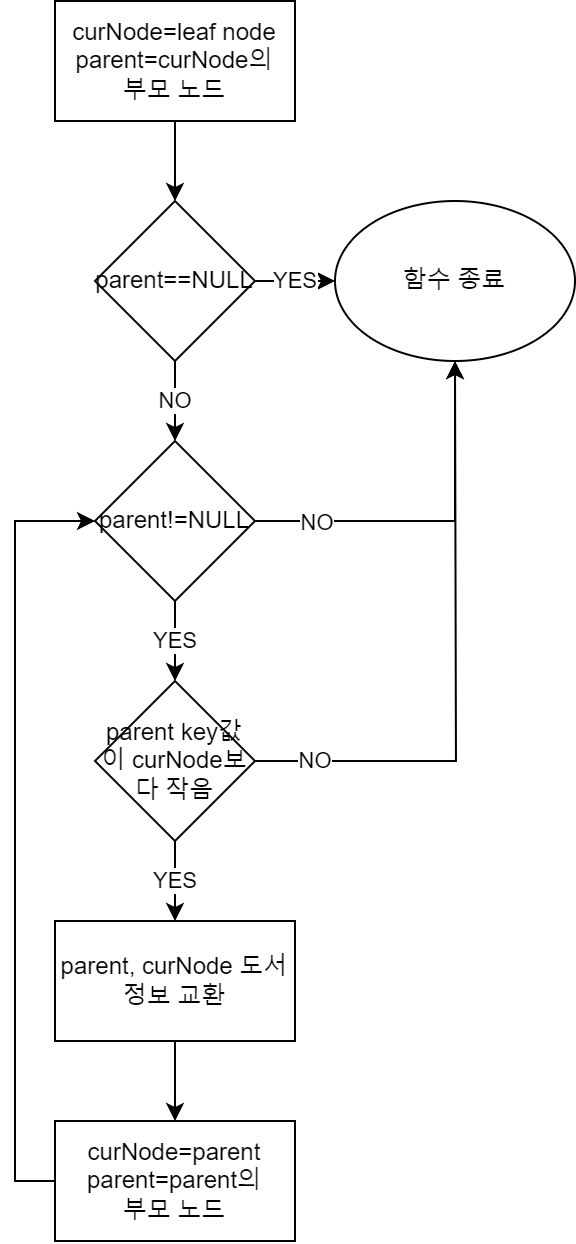 curNode=leaf node
parent=curNode의
부모 노드
parent==NULL
YES
함수 종료
NO
parent!=NULL
NO
YES
parent key값
이 curNode보
다 작음
NO
YES
parent, curNode 도서
정보 교환
curNode=parent
parent=parent의
부모 노드